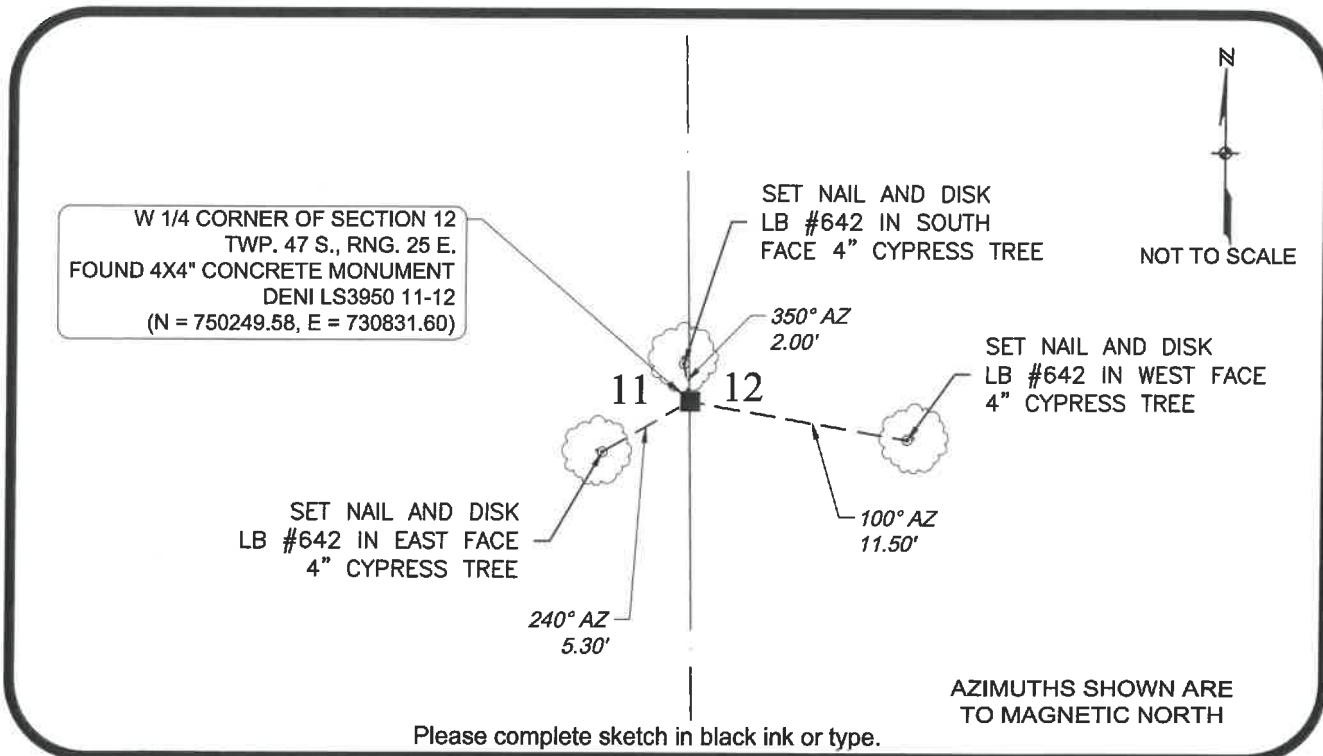 N
NOT TO SCALE
W 1/4 CORNER OF SECTION 12
TWP. 47 S., RNG. 25 E.
FOUND 4X4" CONCRETE MONUMENT
DENI LS3950 11-12
(N = 750249.58, E = 730831.60)
SET NAIL AND DISK
LB #642 IN SOUTH
FACE 4" CYPRESS TREE
350° AZ
2.00'
11 12
SET NAIL AND DISK
LB #642 IN WEST FACE
4" CYPRESS TREE
100° AZ
11.50'
SET NAIL AND DISK
LB #642 IN EAST FACE
4" CYPRESS TREE
240° AZ
5.30'
AZIMUTHS SHOWN ARE
TO MAGNETIC NORTH
Please complete sketch in black ink or type.